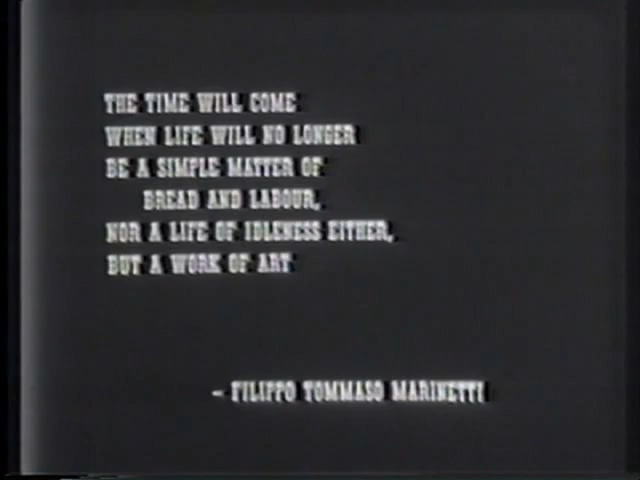 THE TIME WILL COME
WHEN LIFE WILL NO LONGER
BE A SIMPLE MATTER OF
BREAD AND LABOUR,
NOR A LIFE OF IDLENESS EITHER,
BUT A WORK OF ART
– FILIPPO TOMMASO MARINETTI